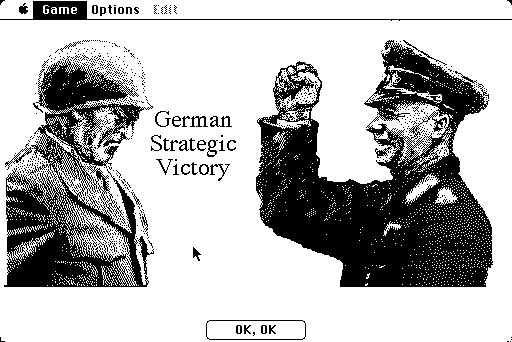 Game Options Edit
German
Strategic
Victory
OK, OK